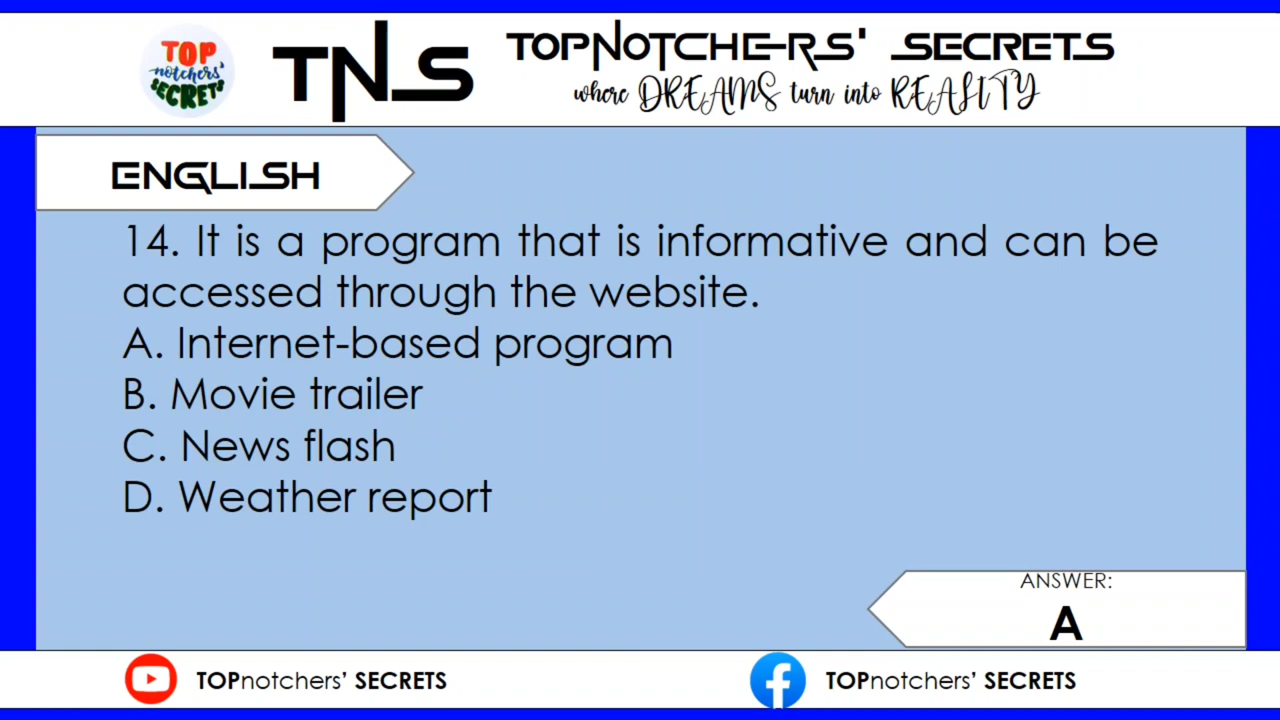 TOP
notchers'
SECRETS
TNS
TOPNOTCHERS' SECRETS
where DREAMS turn into REALITY
ENGLISH
14. It is a program that is informative and can be
accessed through the website.
A. Internet-based program
B. Movie trailer
C. News flash
D. Weather report
ANSWER:
A
TOPnotchers' SECRETS
TOPnotchers' SECRETS